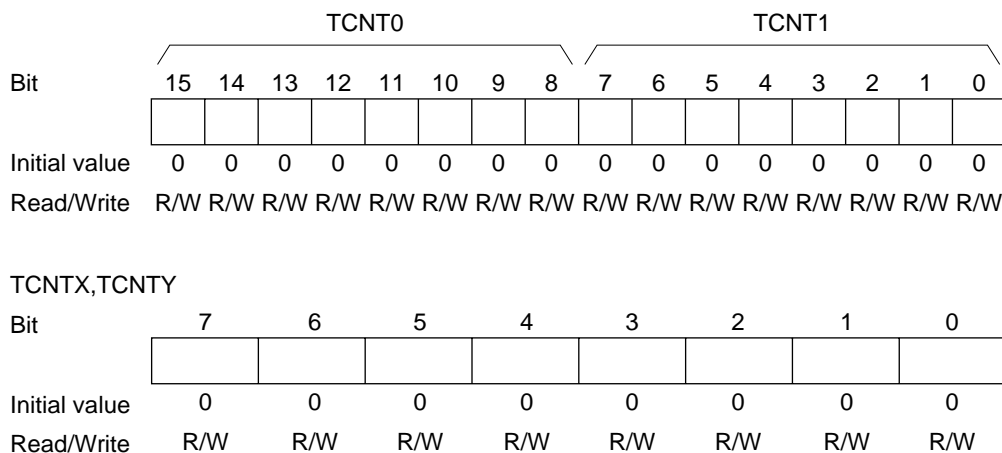 TCNT0 TCNT1
Bit 15 14 13 12 11 10 9 8 7 6 5 4 3 2 1 0
Initial value 0 0 0 0 0 0 0 0 0 0 0 0 0 0 0 0
Read/Write R/W R/W R/W R/W R/W R/W R/W R/W R/W R/W R/W R/W R/W R/W R/W R/W
TCNTX,TCNTY
Bit 7 6 5 4 3 2 1 0
Initial value 0 0 0 0 0 0 0 0
Read/Write R/W R/W R/W R/W R/W R/W R/W R/W